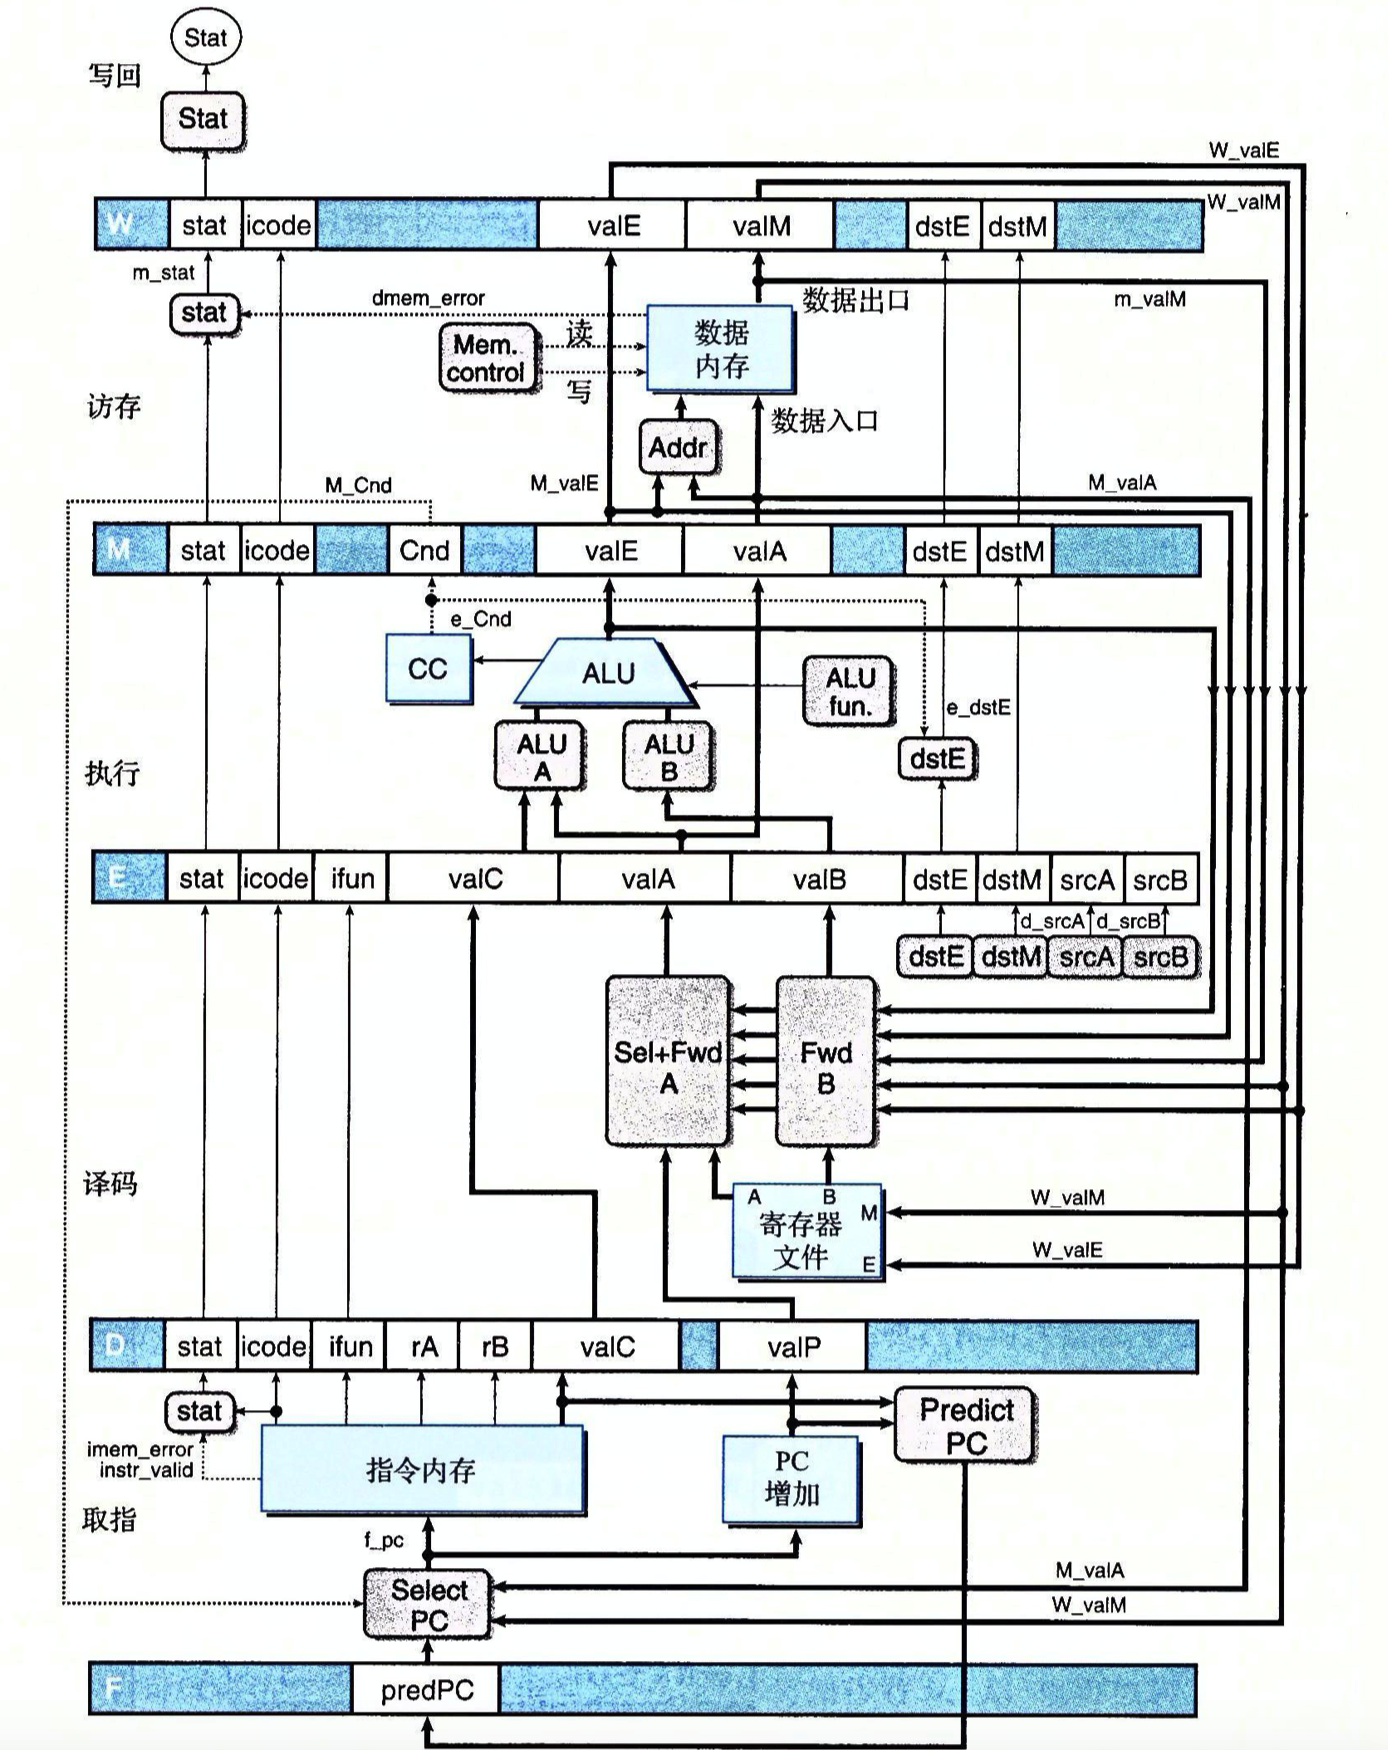 Stat
写回
Stat
W_valE
W_valM
W stat icode valE valM dstE dstM
m_stat
stat
dmem_error
数据出口
m_valM
Mem.
control
读
写
数据
内存
访存
数据入口
Addr
M_Cnd
M_valE
M_valA
M stat icode Cnd valE valA dstE dstM
e_Cnd
CC
ALU
ALU
fun.
e_dstE
ALU
A
ALU
B
dstE
执行
E stat icode ifun valC valA valB dstE dstM srcA srcB
d_srcA d_srcB
dstE dstM srcA srcB
Sel+Fwd
A
Fwd
B
译码
A B
M
E
寄存器
文件
W_valM
W_valE
D stat icode ifun rA rB valC valP
stat
Predict
PC
imem_error
instr_valid
指令内存
PC
增加
取指
f_pc
Select
PC
M_valA
W_valM
F predPC